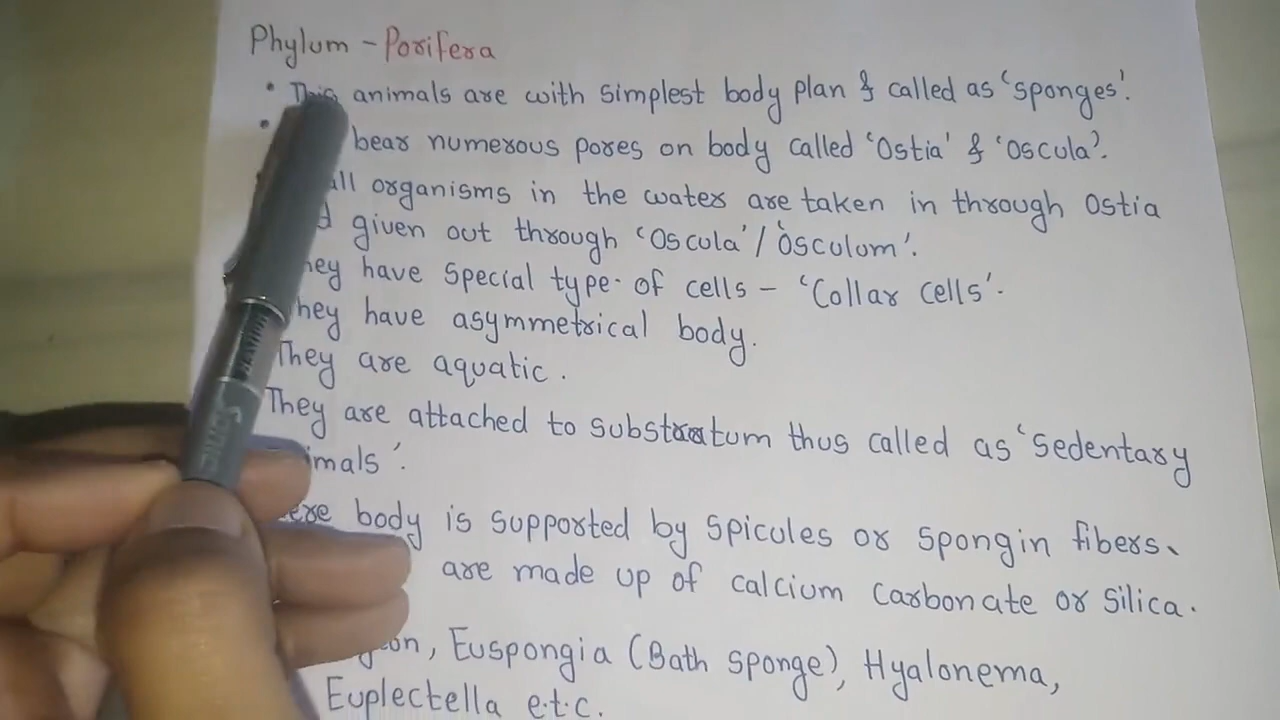 Phylum - Porifera
• This animals are with simplest body plan & called as 'sponges'.
• bear numerous pores on body called 'Ostia' & 'Oscula'.
organisms in the water are taken in through Ostia
given out through 'Oscula' / 'Osculum'.
have special type of cells - 'Collar cells'.
They have asymmetrical body.
They are aquatic.
They are attached to substratum thus called as 'Sedentary
body is supported by spicules or spongin fibers.
are made up of calcium carbonate or silica.
, Euspongia (Bath sponge), Hyalonema,
Euplectella e.t.c.